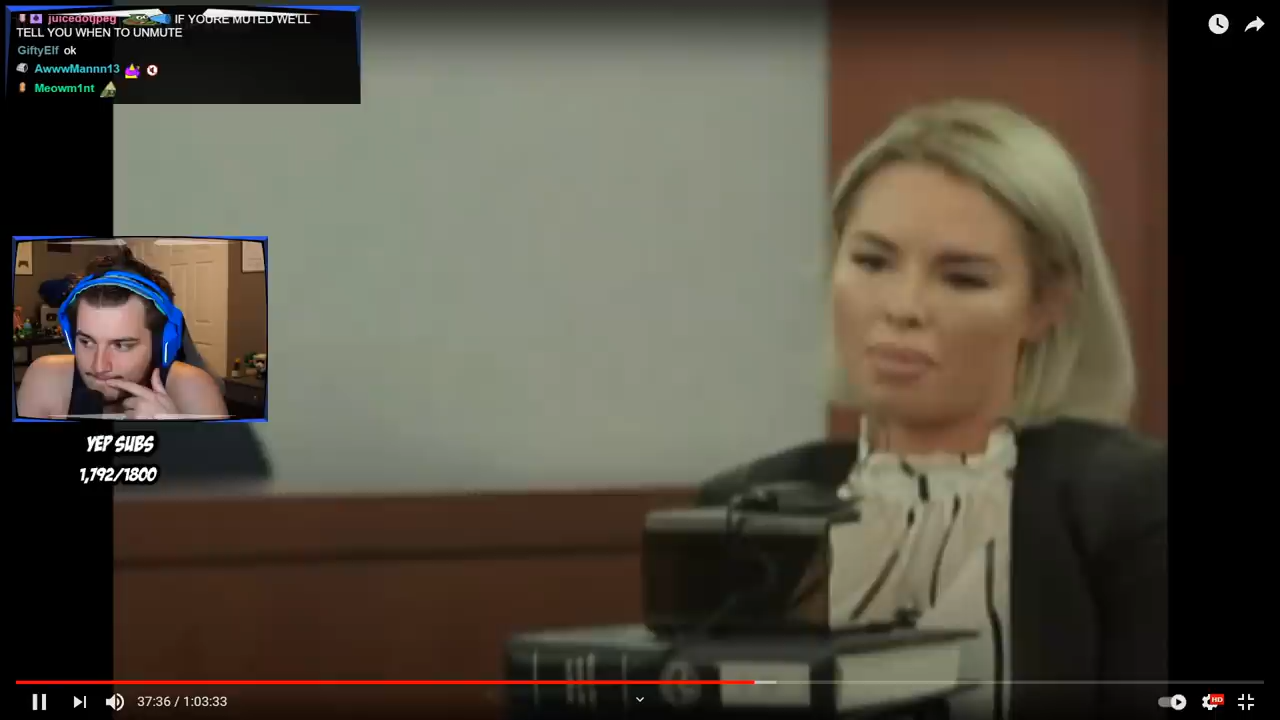 juicedotjpeg IF YOURE MUTED WE'LL
TELL YOU WHEN TO UNMUTE
GiftyElf ok
AwwwMannn13
Meowm1nt
YEP SUBS
1,792/1800
37:36 / 1:03:33
HD